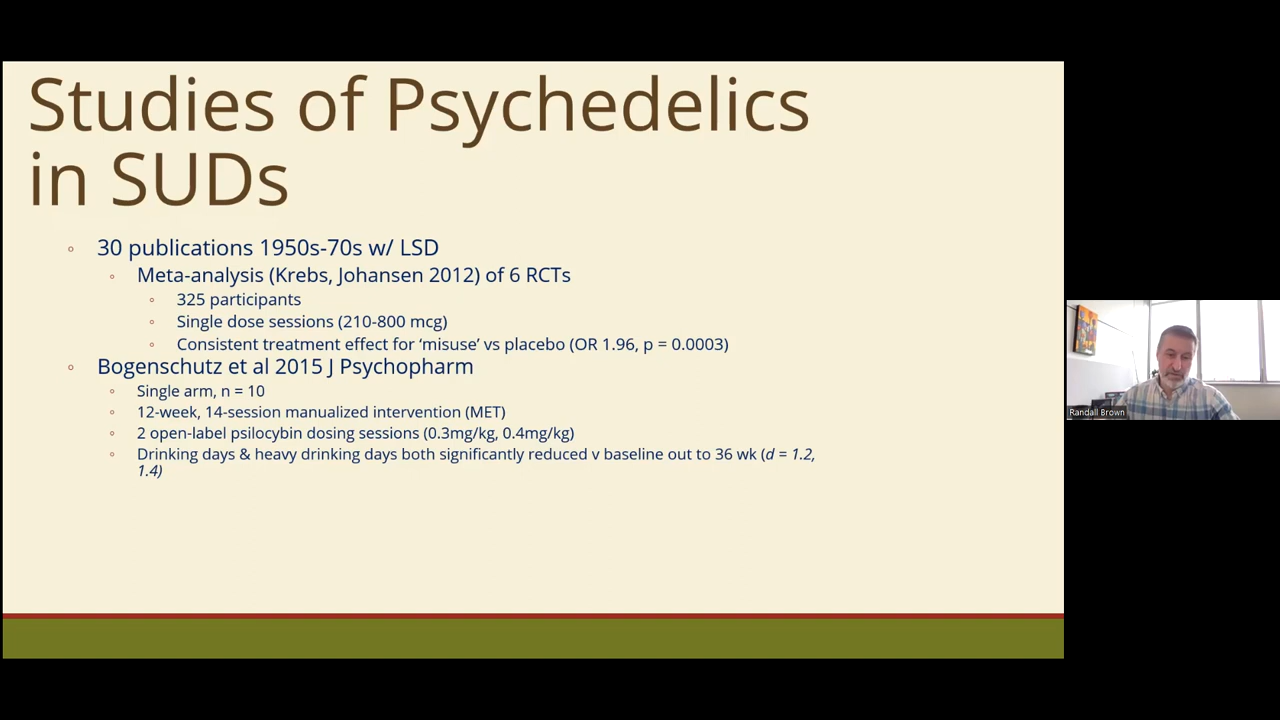 Studies of Psychedelics
in SUDs
◦ 30 publications 1950s-70s w/ LSD
◦ Meta-analysis (Krebs, Johansen 2012) of 6 RCTs
◦ 325 participants
◦ Single dose sessions (210-800 mcg)
◦ Consistent treatment effect for ‘misuse’ vs placebo (OR 1.96, p = 0.0003)
◦ Bogenschutz et al 2015 J Psychopharm
◦ Single arm, n = 10
◦ 12-week, 14-session manualized intervention (MET)
◦ 2 open-label psilocybin dosing sessions (0.3mg/kg, 0.4mg/kg)
◦ Drinking days & heavy drinking days both significantly reduced v baseline out to 36 wk (d = 1.2,
1.4)
Randall Brown